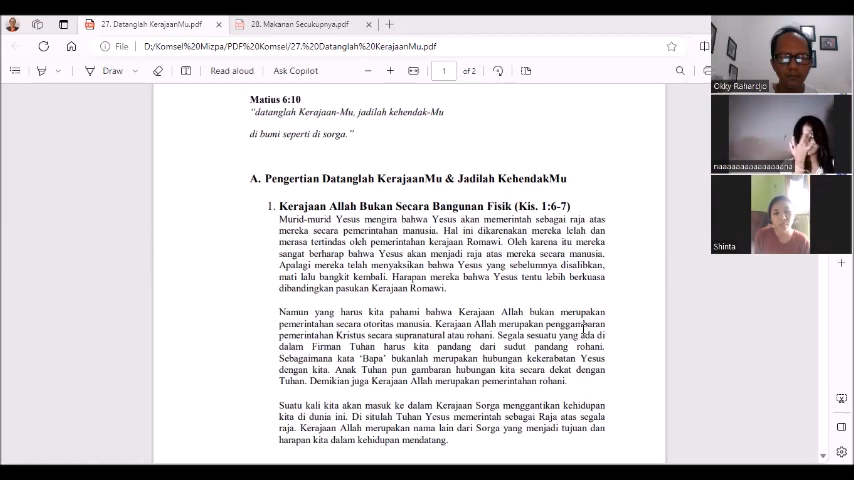 27. Datanglah KerajaanMu.pdf
28. Makanan Secukupnya.pdf
File
D:/Komsel%20Mizpa/PDF%20Komsel/27.%20Datanglah%20KerajaanMu.pdf
Draw
Read aloud
Ask Copilot
1
of 2
Matius 6:10
"datanglah Kerajaan-Mu, jadilah kehendak-Mu
di bumi seperti di sorga."
A. Pengertian Datanglah KerajaanMu & Jadilah KehendakMu
1. Kerajaan Allah Bukan Secara Bangunan Fisik (Kis. 1:6-7)
Murid-murid Yesus mengira bahwa Yesus akan memerintah sebagai raja atas
mereka secara pemerintahan manusia. Hal ini dikarenakan mereka lelah dan
merasa tertindas oleh pemerintahan kerajaan Romawi. Oleh karena itu mereka
sangat berharap bahwa Yesus akan menjadi raja atas mereka secara manusia.
Apalagi mereka telah menyaksikan bahwa Yesus yang sebelumnya disalibkan,
mati lalu bangkit kembali. Harapan mereka bahwa Yesus tentu lebih berkuasa
dibandingkan pasukan Kerajaan Romawi.
Namun yang harus kita pahami bahwa Kerajaan Allah bukan merupakan
pemerintahan secara otoritas manusia. Kerajaan Allah merupakan penggambaran
pemerintahan Kristus secara supranatural atau rohani. Segala sesuatu yang ada di
dalam Firman Tuhan harus kita pandang dari sudut pandang rohani.
Sebagaimana kata 'Bapa' bukanlah merupakan hubungan kekerabatan Yesus
dengan kita. Anak Tuhan pun gambaran hubungan kita secara dekat dengan
Tuhan. Demikian juga Kerajaan Allah merupakan pemerintahan rohani.
Suatu kali kita akan masuk ke dalam Kerajaan Sorga menggantikan kehidupan
kita di dunia ini. Di situlah Tuhan Yesus memerintah sebagai Raja atas segala
raja. Kerajaan Allah merupakan nama lain dari Sorga yang menjadi tujuan dan
harapan kita dalam kehidupan mendatang.
Okky Rahardjo
Shinta